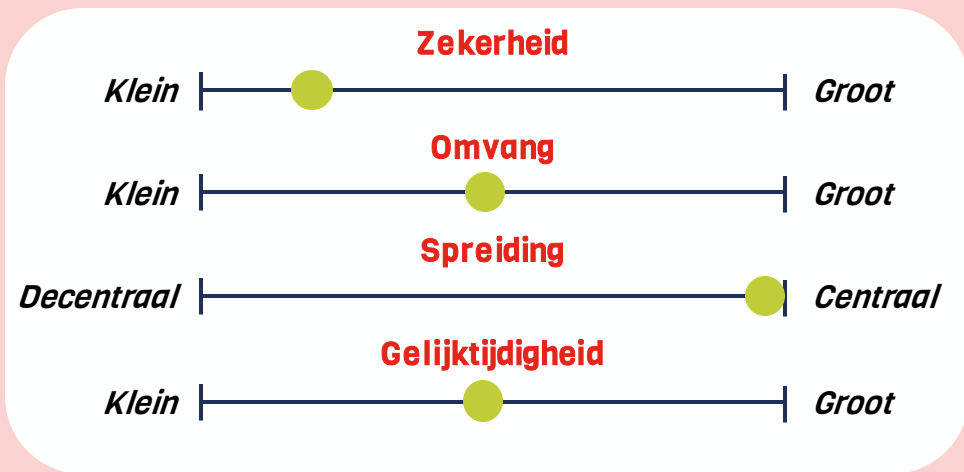 Zekerheid
Klein Groot
Omvang
Klein Groot
Spreiding
Decentraal Centraal
Gelijktijdigheid
Klein Groot